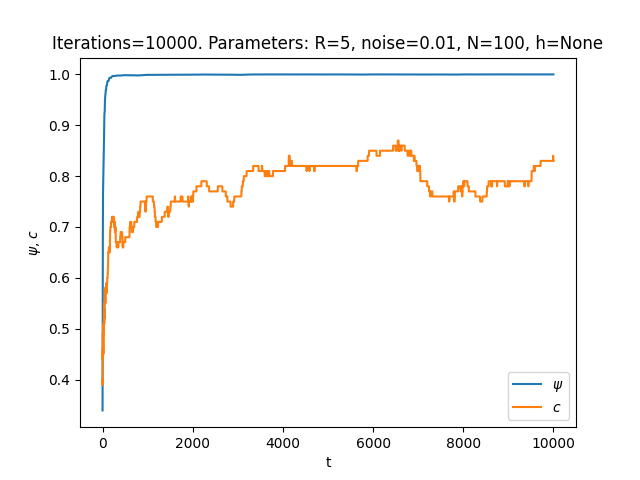 Iterations=10000. Parameters: R=5, noise=0.01, N=100, h=None
1.0
0.9
0.8
0.7
0.6
0.5
0.4
ψ, c
0
2000
4000
6000
8000
10000
t
ψ
c